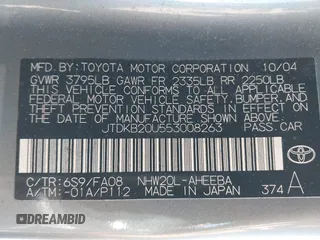 MFD. BY: TOYOTA MOTOR CORPORATION 10/04
GVWR 3795LB GAWR FR 2335LB RR 2250LB
THIS VEHICLE CONFORMS TO ALL APPLICABLE
FEDERAL MOTOR VEHICLE SAFETY, BUMPER, AND
THEFT PREVENTION STANDARDS IN EFFECT ON
THE DATE OF MANUFACTURE SHOWN ABOVE.
JTDKB20U553008263 PASS.CAR
C/TR:6S9/FA08 NHW20L-AHEEBA
A/TM:-01A/P112 MADE IN JAPAN 374 A
TOYOTA
DREAMBID
.COM